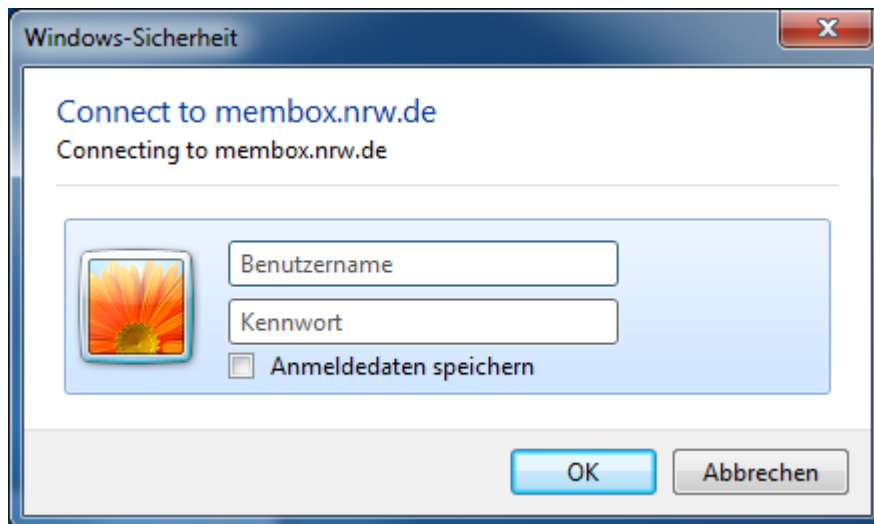 Windows-Sicherheit
Connect to membox.nrw.de
Connecting to membox.nrw.de
Benutzername
Kennwort
Anmeldedaten speichern
OK
Abbrechen